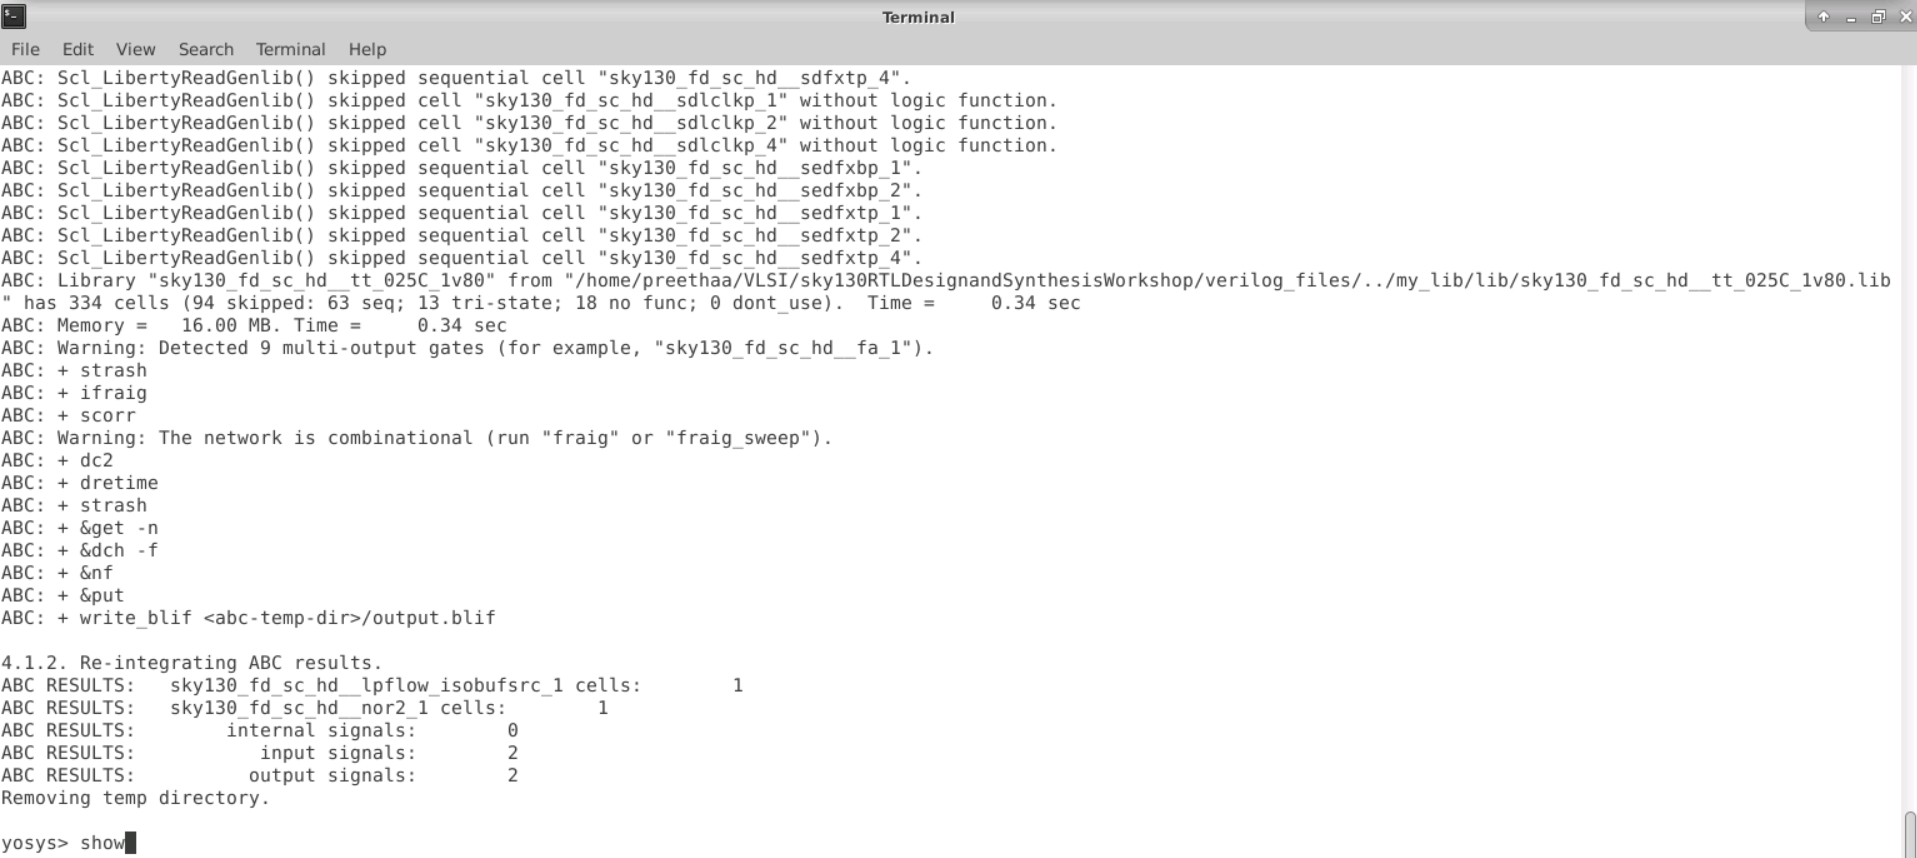 Terminal
File Edit View Search Terminal Help
ABC: Scl_LibertyReadGenlib() skipped sequential cell "sky130_fd_sc_hd__sdfxtp_4".
ABC: Scl_LibertyReadGenlib() skipped cell "sky130_fd_sc_hd__sdlclkp_1" without logic function.
ABC: Scl_LibertyReadGenlib() skipped cell "sky130_fd_sc_hd__sdlclkp_2" without logic function.
ABC: Scl_LibertyReadGenlib() skipped cell "sky130_fd_sc_hd__sdlclkp_4" without logic function.
ABC: Scl_LibertyReadGenlib() skipped sequential cell "sky130_fd_sc_hd__sedfxbp_1".
ABC: Scl_LibertyReadGenlib() skipped sequential cell "sky130_fd_sc_hd__sedfxbp_2".
ABC: Scl_LibertyReadGenlib() skipped sequential cell "sky130_fd_sc_hd__sedfxtp_1".
ABC: Scl_LibertyReadGenlib() skipped sequential cell "sky130_fd_sc_hd__sedfxtp_2".
ABC: Scl_LibertyReadGenlib() skipped sequential cell "sky130_fd_sc_hd__sedfxtp_4".
ABC: Library "sky130_fd_sc_hd__tt_025C_1v80" from "/home/preethaa/VLSI/sky130RTLDesignandSynthesisWorkshop/verilog_files/../my_lib/lib/sky130_fd_sc_hd__tt_025C_1v80.lib
" has 334 cells (94 skipped: 63 seq; 13 tri-state; 18 no func; 0 dont_use).  Time =     0.34 sec
ABC: Memory =   16.00 MB. Time =     0.34 sec
ABC: Warning: Detected 9 multi-output gates (for example, "sky130_fd_sc_hd__fa_1").
ABC: + strash
ABC: + ifraig
ABC: + scorr
ABC: Warning: The network is combinational (run "fraig" or "fraig_sweep").
ABC: + dc2
ABC: + dretime
ABC: + strash
ABC: + &get -n
ABC: + &dch -f
ABC: + &nf
ABC: + &put
ABC: + write_blif <abc-temp-dir>/output.blif
4.1.2. Re-integrating ABC results.
ABC RESULTS:   sky130_fd_sc_hd__lpflow_isobufsrc_1 cells:        1
ABC RESULTS:   sky130_fd_sc_hd__nor2_1 cells:        1
ABC RESULTS:        internal signals:        0
ABC RESULTS:           input signals:        2
ABC RESULTS:          output signals:        2
Removing temp directory.
yosys> show